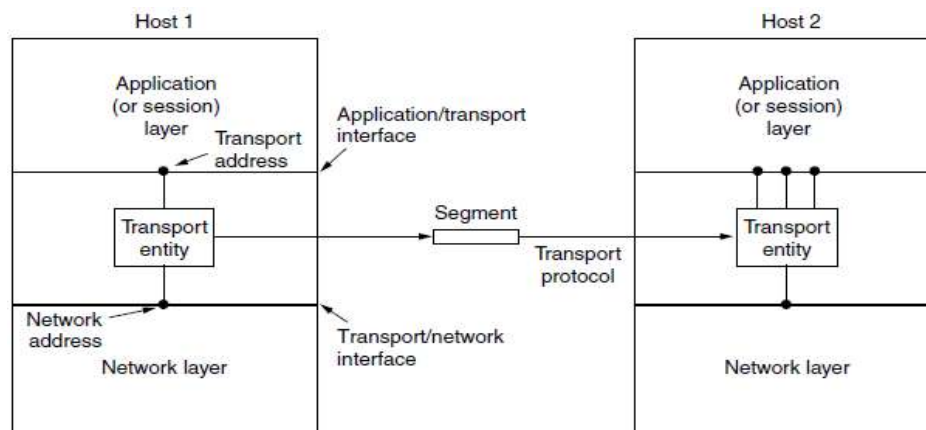 Host 1
Host 2
Application
(or session)
layer
Transport
address
Application/transport
interface
Application
(or session)
layer
Transport
entity
Segment
Transport
protocol
Transport
entity
Network
address
Transport/network
interface
Network layer
Network layer